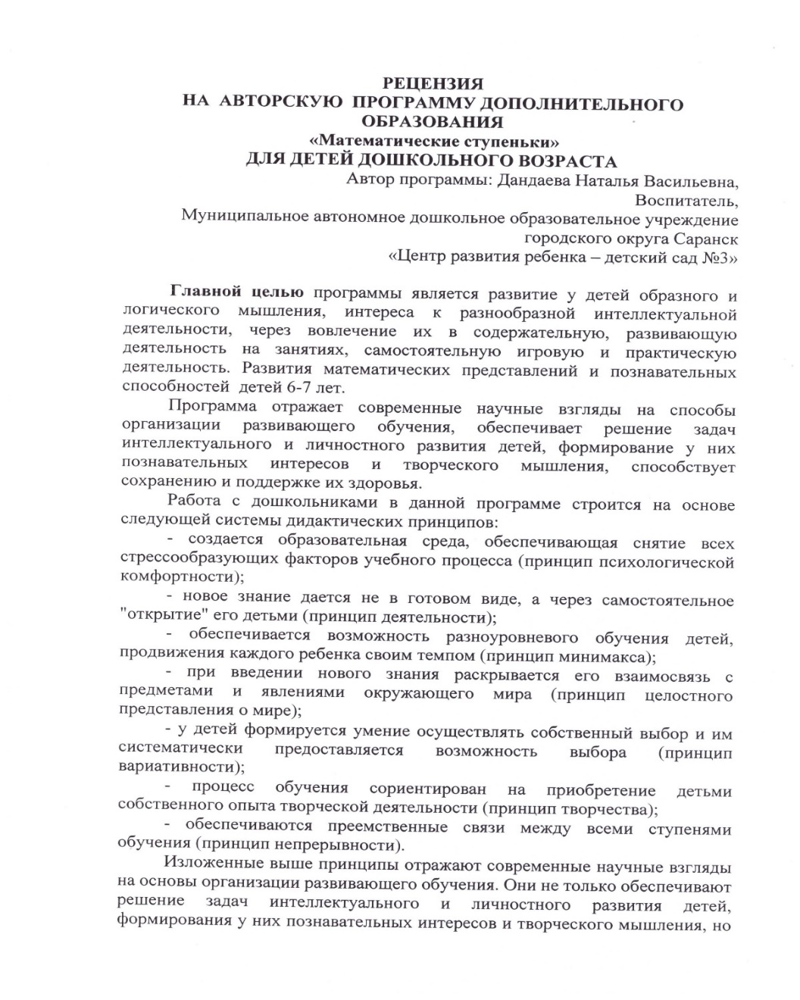 РЕЦЕНЗИЯ
НА АВТОРСКУЮ ПРОГРАММУ ДОПОЛНИТЕЛЬНОГО
ОБРАЗОВАНИЯ
«Математические ступеньки»
ДЛЯ ДЕТЕЙ ДОШКОЛЬНОГО ВОЗРАСТА
Автор программы: Дандаева Наталья Васильевна,
Воспитатель,
Муниципальное автономное дошкольное образовательное учреждение
городского округа Саранск
«Центр развития ребенка – детский сад №3»
Главной целью программы является развитие у детей образного и
логического мышления, интереса к разнообразной интеллектуальной
деятельности, через вовлечение их в содержательную, развивающую
деятельность на занятиях, самостоятельную игровую и практическую
деятельность. Развития математических представлений и познавательных
способностей детей 6-7 лет.
Программа отражает современные научные взгляды на способы
организации развивающего обучения, обеспечивает решение задач
интеллектуального и личностного развития детей, формирование у них
познавательных интересов и творческого мышления, способствует
сохранению и поддержке их здоровья.
Работа с дошкольниками в данной программе строится на основе
следующей системы дидактических принципов:
- создается образовательная среда, обеспечивающая снятие всех
стрессообразующих факторов учебного процесса (принцип психологической
комфортности);
- новое знание дается не в готовом виде, а через самостоятельное
"открытие" его детьми (принцип деятельности);
- обеспечивается возможность разноуровневого обучения детей,
продвижения каждого ребенка своим темпом (принцип минимакса);
- при введении нового знания раскрывается его взаимосвязь с
предметами и явлениями окружающего мира (принцип целостного
представления о мире);
- у детей формируется умение осуществлять собственный выбор и им
систематически предоставляется возможность выбора (принцип
вариативности);
- процесс обучения сориентирован на приобретение детьми
собственного опыта творческой деятельности (принцип творчества);
- обеспечиваются преемственные связи между всеми ступенями
обучения (принцип непрерывности).
Изложенные выше принципы отражают современные научные взгляды
на основы организации развивающего обучения. Они не только обеспечивают
решение задач интеллектуального и личностного развития детей,
формирования у них познавательных интересов и творческого мышления, но